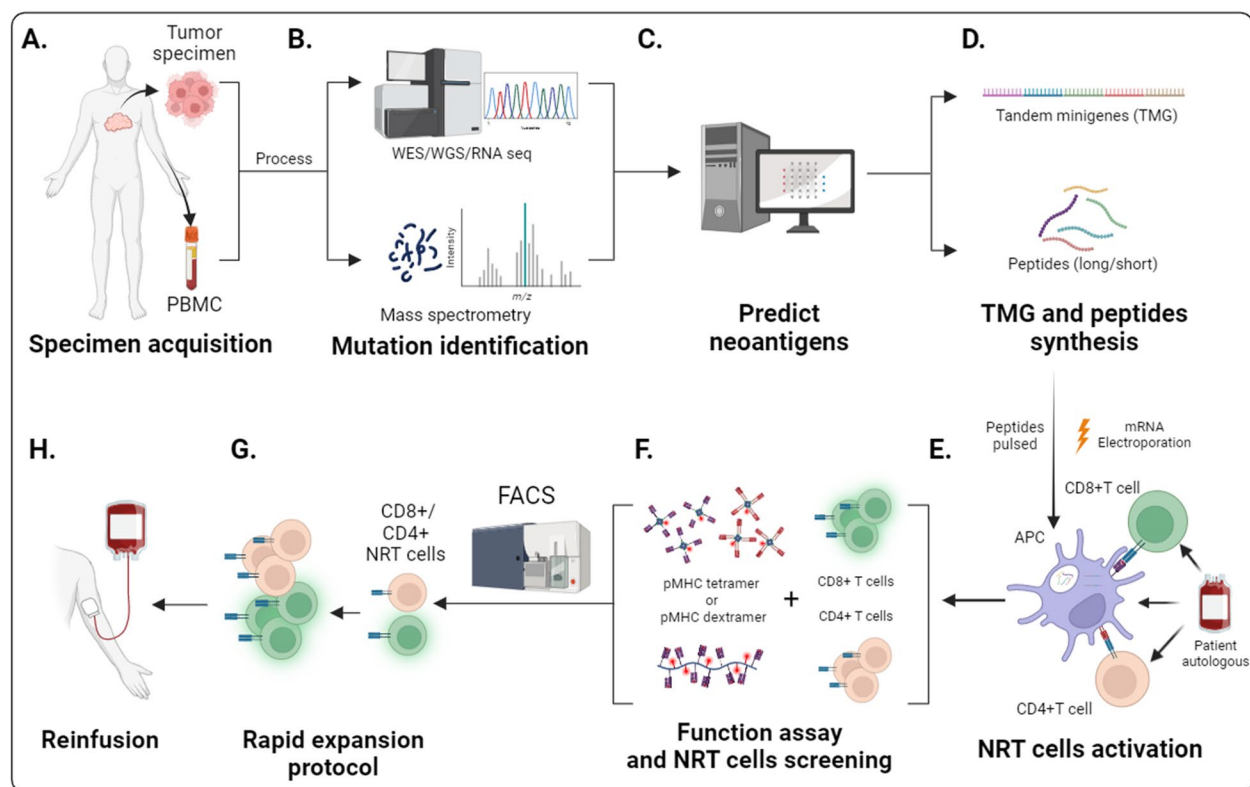 A.
Tumor
specimen
PBMC
Specimen acquisition
Process
B.
WES/WGS/RNA seq
Intensity
m/z
Mass spectrometry
Mutation identification
C.
Predict
neoantigens
D.
Tandem minigenes (TMG)
Peptides (long/short)
TMG and peptides
synthesis
Peptides
pulsed
mRNA
Electroporation
E.
CD8+T cell
APC
Patient
autologous
CD4+T cell
NRT cells activation
F.
pMHC tetramer
or
pMHC dextramer
+
CD8+ T cells
CD4+ T cells
Function assay
and NRT cells screening
FACS
G.
CD8+/
CD4+
NRT cells
Rapid expansion
protocol
H.
Reinfusion